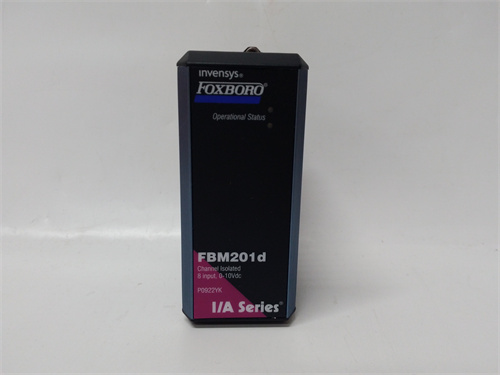 invensys®
FOXBORO®
Operational Status
FBM201d
Channel Isolated
8 input, 0-10Vdc
P0922YK
I/A Series®